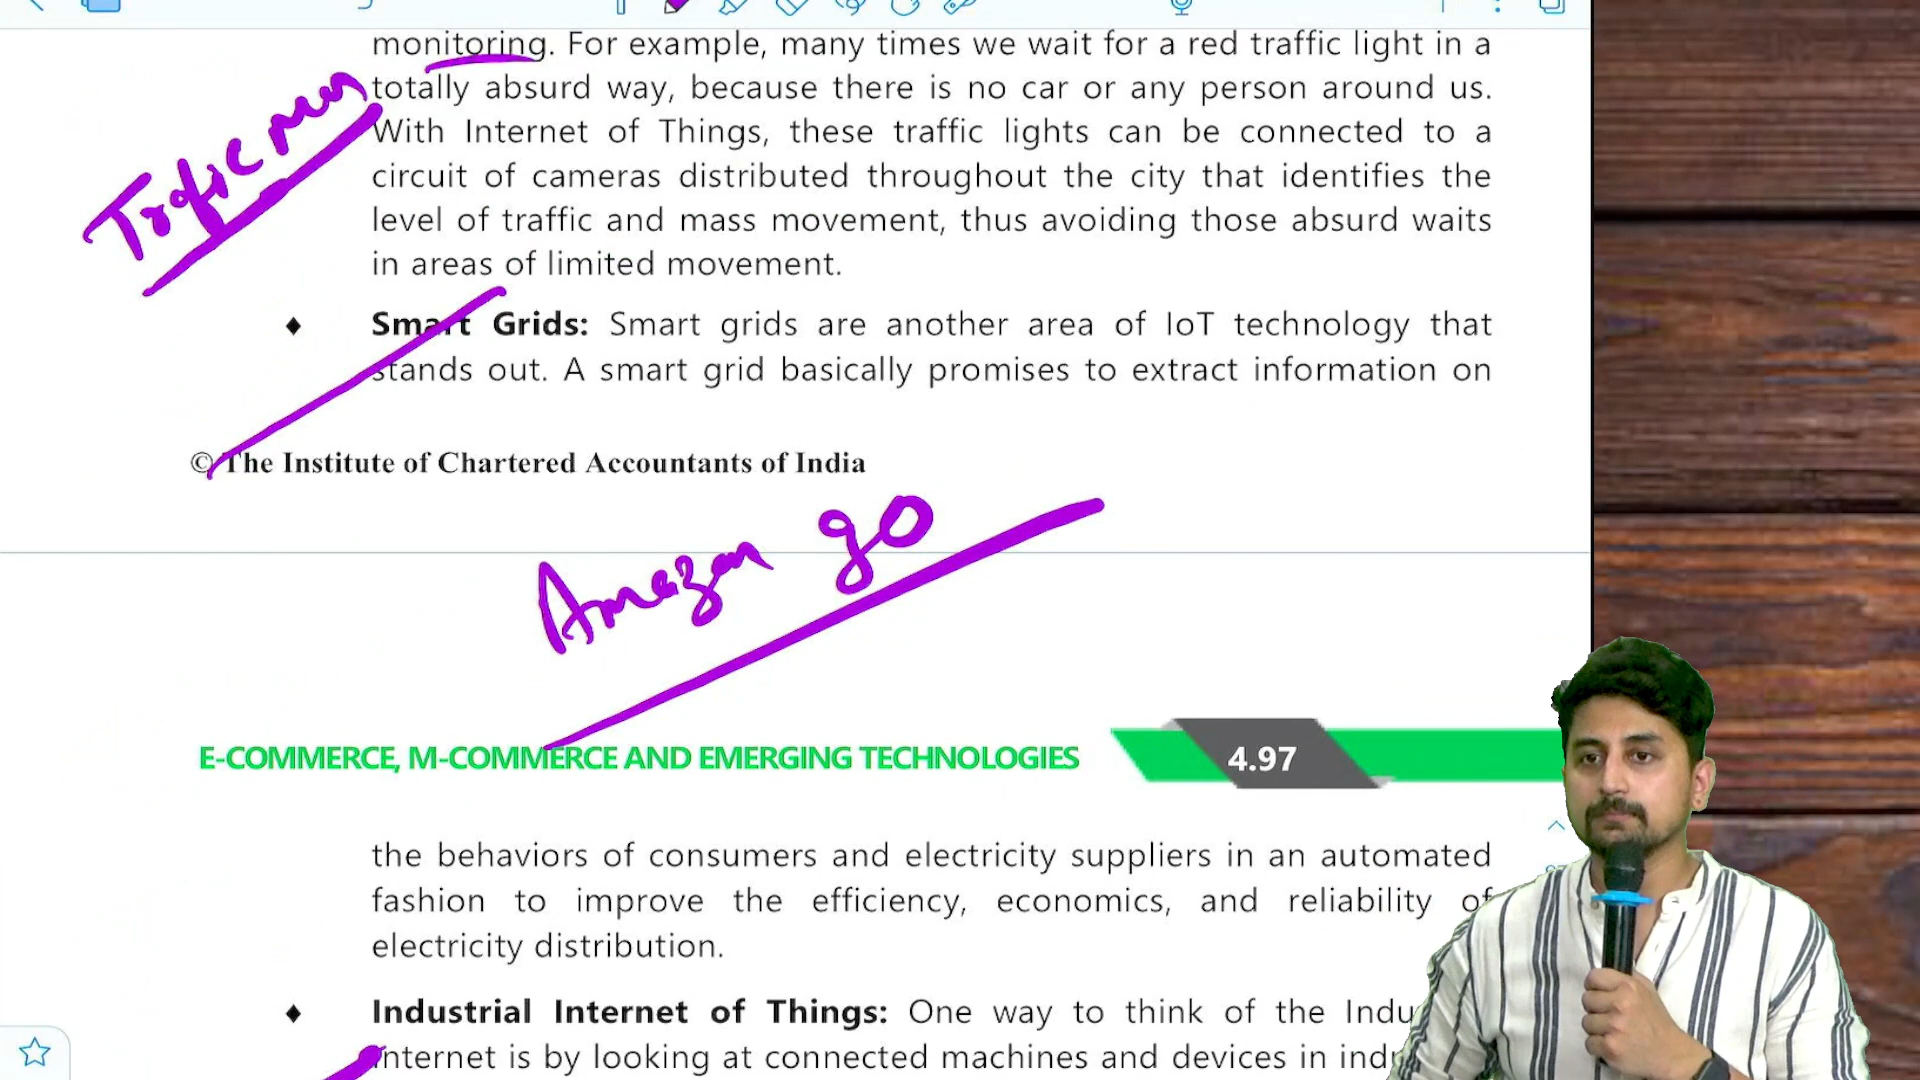 monitoring. For example, many times we wait for a red traffic light in a
totally absurd way, because there is no car or any person around us.
With Internet of Things, these traffic lights can be connected to a
circuit of cameras distributed throughout the city that identifies the
level of traffic and mass movement, thus avoiding those absurd waits
in areas of limited movement.
♦ Smart Grids: Smart grids are another area of IoT technology that
stands out. A smart grid basically promises to extract information on
© The Institute of Chartered Accountants of India
Amazon go
E-COMMERCE, M-COMMERCE AND EMERGING TECHNOLOGIES 4.97
the behaviors of consumers and electricity suppliers in an automated
fashion to improve the efficiency, economics, and reliability of
electricity distribution.
♦ Industrial Internet of Things: One way to think of the Indu
Internet is by looking at connected machines and devices in ind